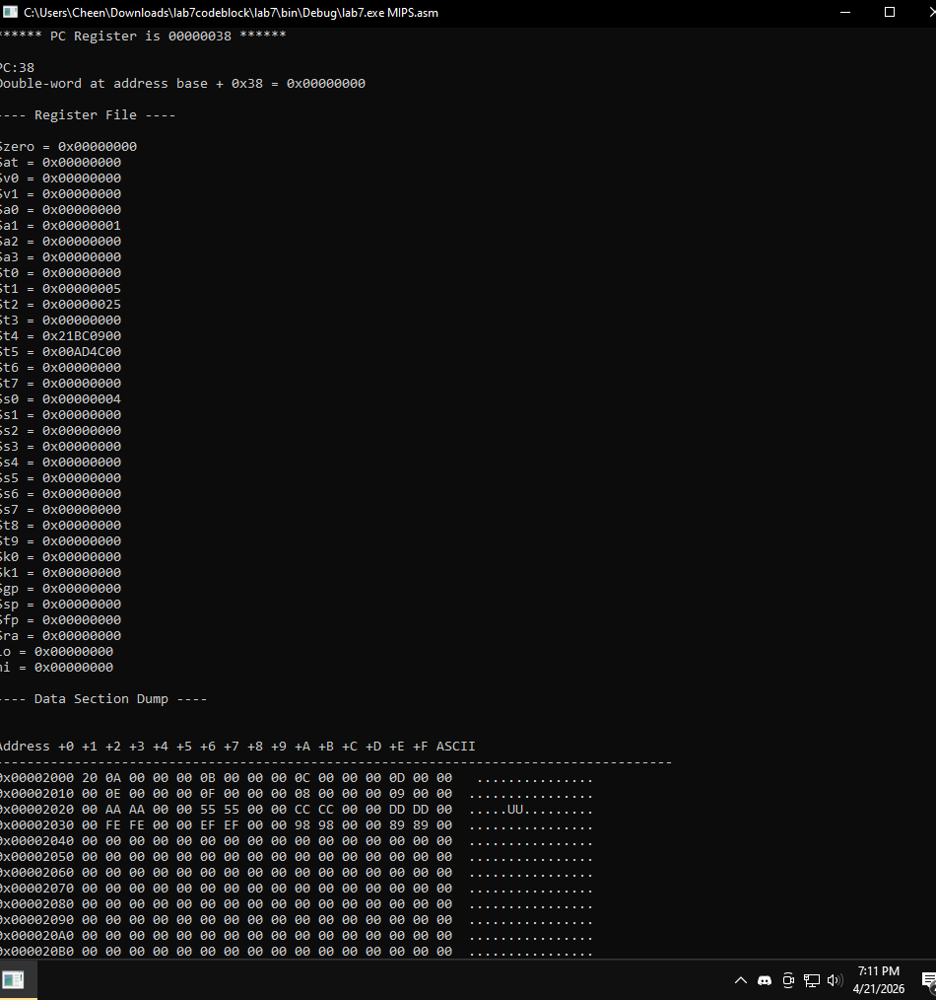 C:\Users\Cheen\Downloads\lab7codeblock\lab7\bin\Debug\lab7.exe MIPS.asm
****** PC Register is 00000038 ******
PC:38
Double-word at address base + 0x38 = 0x00000000
---- Register File ----
$zero = 0x00000000
$at = 0x00000000
$v0 = 0x00000000
$v1 = 0x00000000
$a0 = 0x00000000
$a1 = 0x00000001
$a2 = 0x00000000
$a3 = 0x00000000
$t0 = 0x00000000
$t1 = 0x00000005
$t2 = 0x00000025
$t3 = 0x00000000
$t4 = 0x21BC0900
$t5 = 0x00AD4C00
$t6 = 0x00000000
$t7 = 0x00000000
$s0 = 0x00000004
$s1 = 0x00000000
$s2 = 0x00000000
$s3 = 0x00000000
$s4 = 0x00000000
$s5 = 0x00000000
$s6 = 0x00000000
$s7 = 0x00000000
$t8 = 0x00000000
$t9 = 0x00000000
$k0 = 0x00000000
$k1 = 0x00000000
$gp = 0x00000000
$sp = 0x00000000
$fp = 0x00000000
$ra = 0x00000000
lo = 0x00000000
hi = 0x00000000
---- Data Section Dump ----
Address +0 +1 +2 +3 +4 +5 +6 +7 +8 +9 +A +B +C +D +E +F ASCII
-------------------------------------------------------------------------------------
0x00002000 20 0A 00 00 00 0B 00 00 00 0C 00 00 00 0D 00 00 ...............
0x00002010 00 0E 00 00 00 0F 00 00 00 08 00 00 00 09 00 00 ................
0x00002020 00 AA AA 00 00 55 55 00 00 CC CC 00 00 DD DD 00 .....UU.........
0x00002030 00 FE FE 00 00 EF EF 00 00 98 98 00 00 89 89 00 ................
0x00002040 00 00 00 00 00 00 00 00 00 00 00 00 00 00 00 00 ................
0x00002050 00 00 00 00 00 00 00 00 00 00 00 00 00 00 00 00 ................
0x00002060 00 00 00 00 00 00 00 00 00 00 00 00 00 00 00 00 ................
0x00002070 00 00 00 00 00 00 00 00 00 00 00 00 00 00 00 00 ................
0x00002080 00 00 00 00 00 00 00 00 00 00 00 00 00 00 00 00 ................
0x00002090 00 00 00 00 00 00 00 00 00 00 00 00 00 00 00 00 ................
0x000020A0 00 00 00 00 00 00 00 00 00 00 00 00 00 00 00 00 ................
0x000020B0 00 00 00 00 00 00 00 00 00 00 00 00 00 00 00 00 ................
7:11 PM
4/21/2026